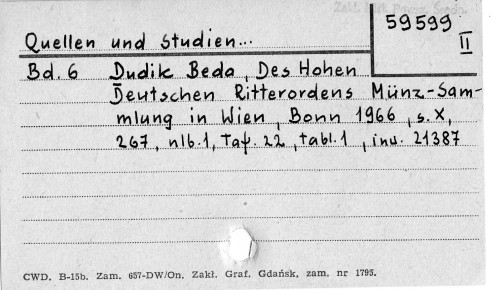 59599
II
Quellen und Studien...
Bd. 6 Dudik Beda, Des Hohen
Deutschen Ritterordens Münz-Sam-
mlung in Wien, Bonn 1966, s. X,
267, nlb. 1, Taf. 22, tabl. 1, inw. 21387
CWD. B-15b. Zam. 657-DW/On. Zakł. Graf. Gdańsk, zam. nr 1795.